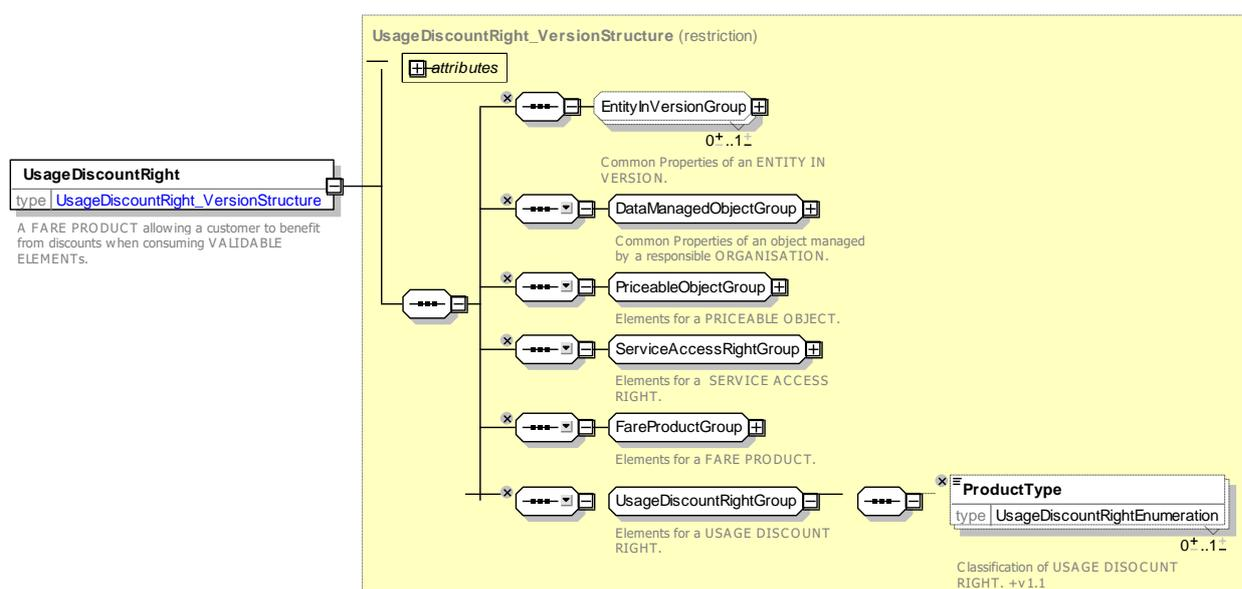 UsageDiscountRight_VersionStructure (restriction)
attributes
EntityInVersionGroup
0..1
Common Properties of an ENTITY IN
VERSION.
UsageDiscountRight
type UsageDiscountRight_VersionStructure
A FARE PRODUCT allowing a customer to benefit
from discounts when consuming VALIDABLE
ELEMENTs.
DataManagedObjectGroup
Common Properties of an object managed
by a responsible ORGANISATION.
PriceableObjectGroup
Elements for a PRICEABLE OBJECT.
ServiceAccessRightGroup
Elements for a SERVICE ACCESS
RIGHT.
FareProductGroup
Elements for a FARE PRODUCT.
UsageDiscountRightGroup
Elements for a USAGE DISCOUNT
RIGHT.
ProductType
type UsageDiscountRightEnumeration
0..1
Classification of USAGE DISOCUNT
RIGHT. +v1.1